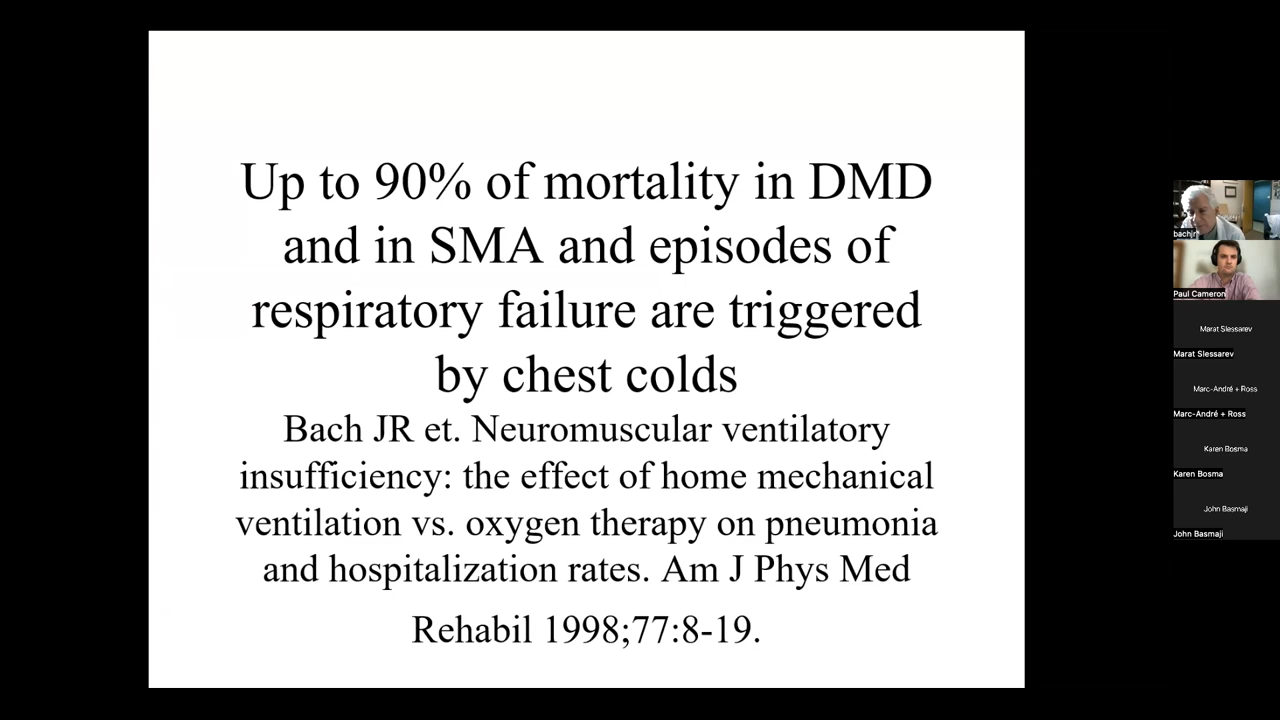 Up to 90% of mortality in DMD
and in SMA and episodes of
respiratory failure are triggered
by chest colds
Bach JR et. Neuromuscular ventilatory
insufficiency: the effect of home mechanical
ventilation vs. oxygen therapy on pneumonia
and hospitalization rates. Am J Phys Med
Rehabil 1998;77:8-19.
bachjr
Paul Cameron
Marat Slessarev
Marat Slessarev
Marc-André + Ross
Marc-André + Ross
Karen Bosma
Karen Bosma
John Basmaji
John Basmaji